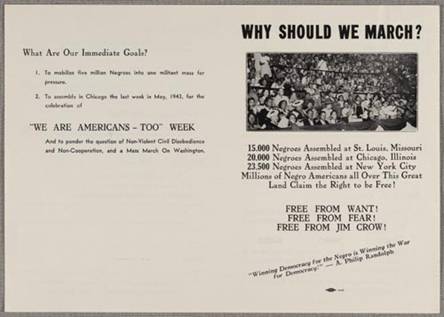 What Are Our Immediate Goals?
1. To mobilize five million Negroes into one militant mass for
pressure.
2. To assembly in Chicago the last week in May, 1943, for
the celebration of
"WE ARE AMERICANS – TOO" WEEK
And to ponder the question of Non-Violent Civil Disobedience
and Non-Cooperation, and a Mass March On Washington.
WHY SHOULD WE MARCH?
15,000 Negroes Assembled at St. Louis, Missouri
20,000 Negroes Assembled at Chicago, Illinois
23,500 Negroes Assembled at New York City
Millions of Negro Americans all Over This Great
Land Claim the Right to be Free!
FREE FROM WANT!
FREE FROM FEAR!
FREE FROM JIM CROW!
"Winning Democracy for the Negro is Winning the War
for Democracy." — A. Philip Randolph